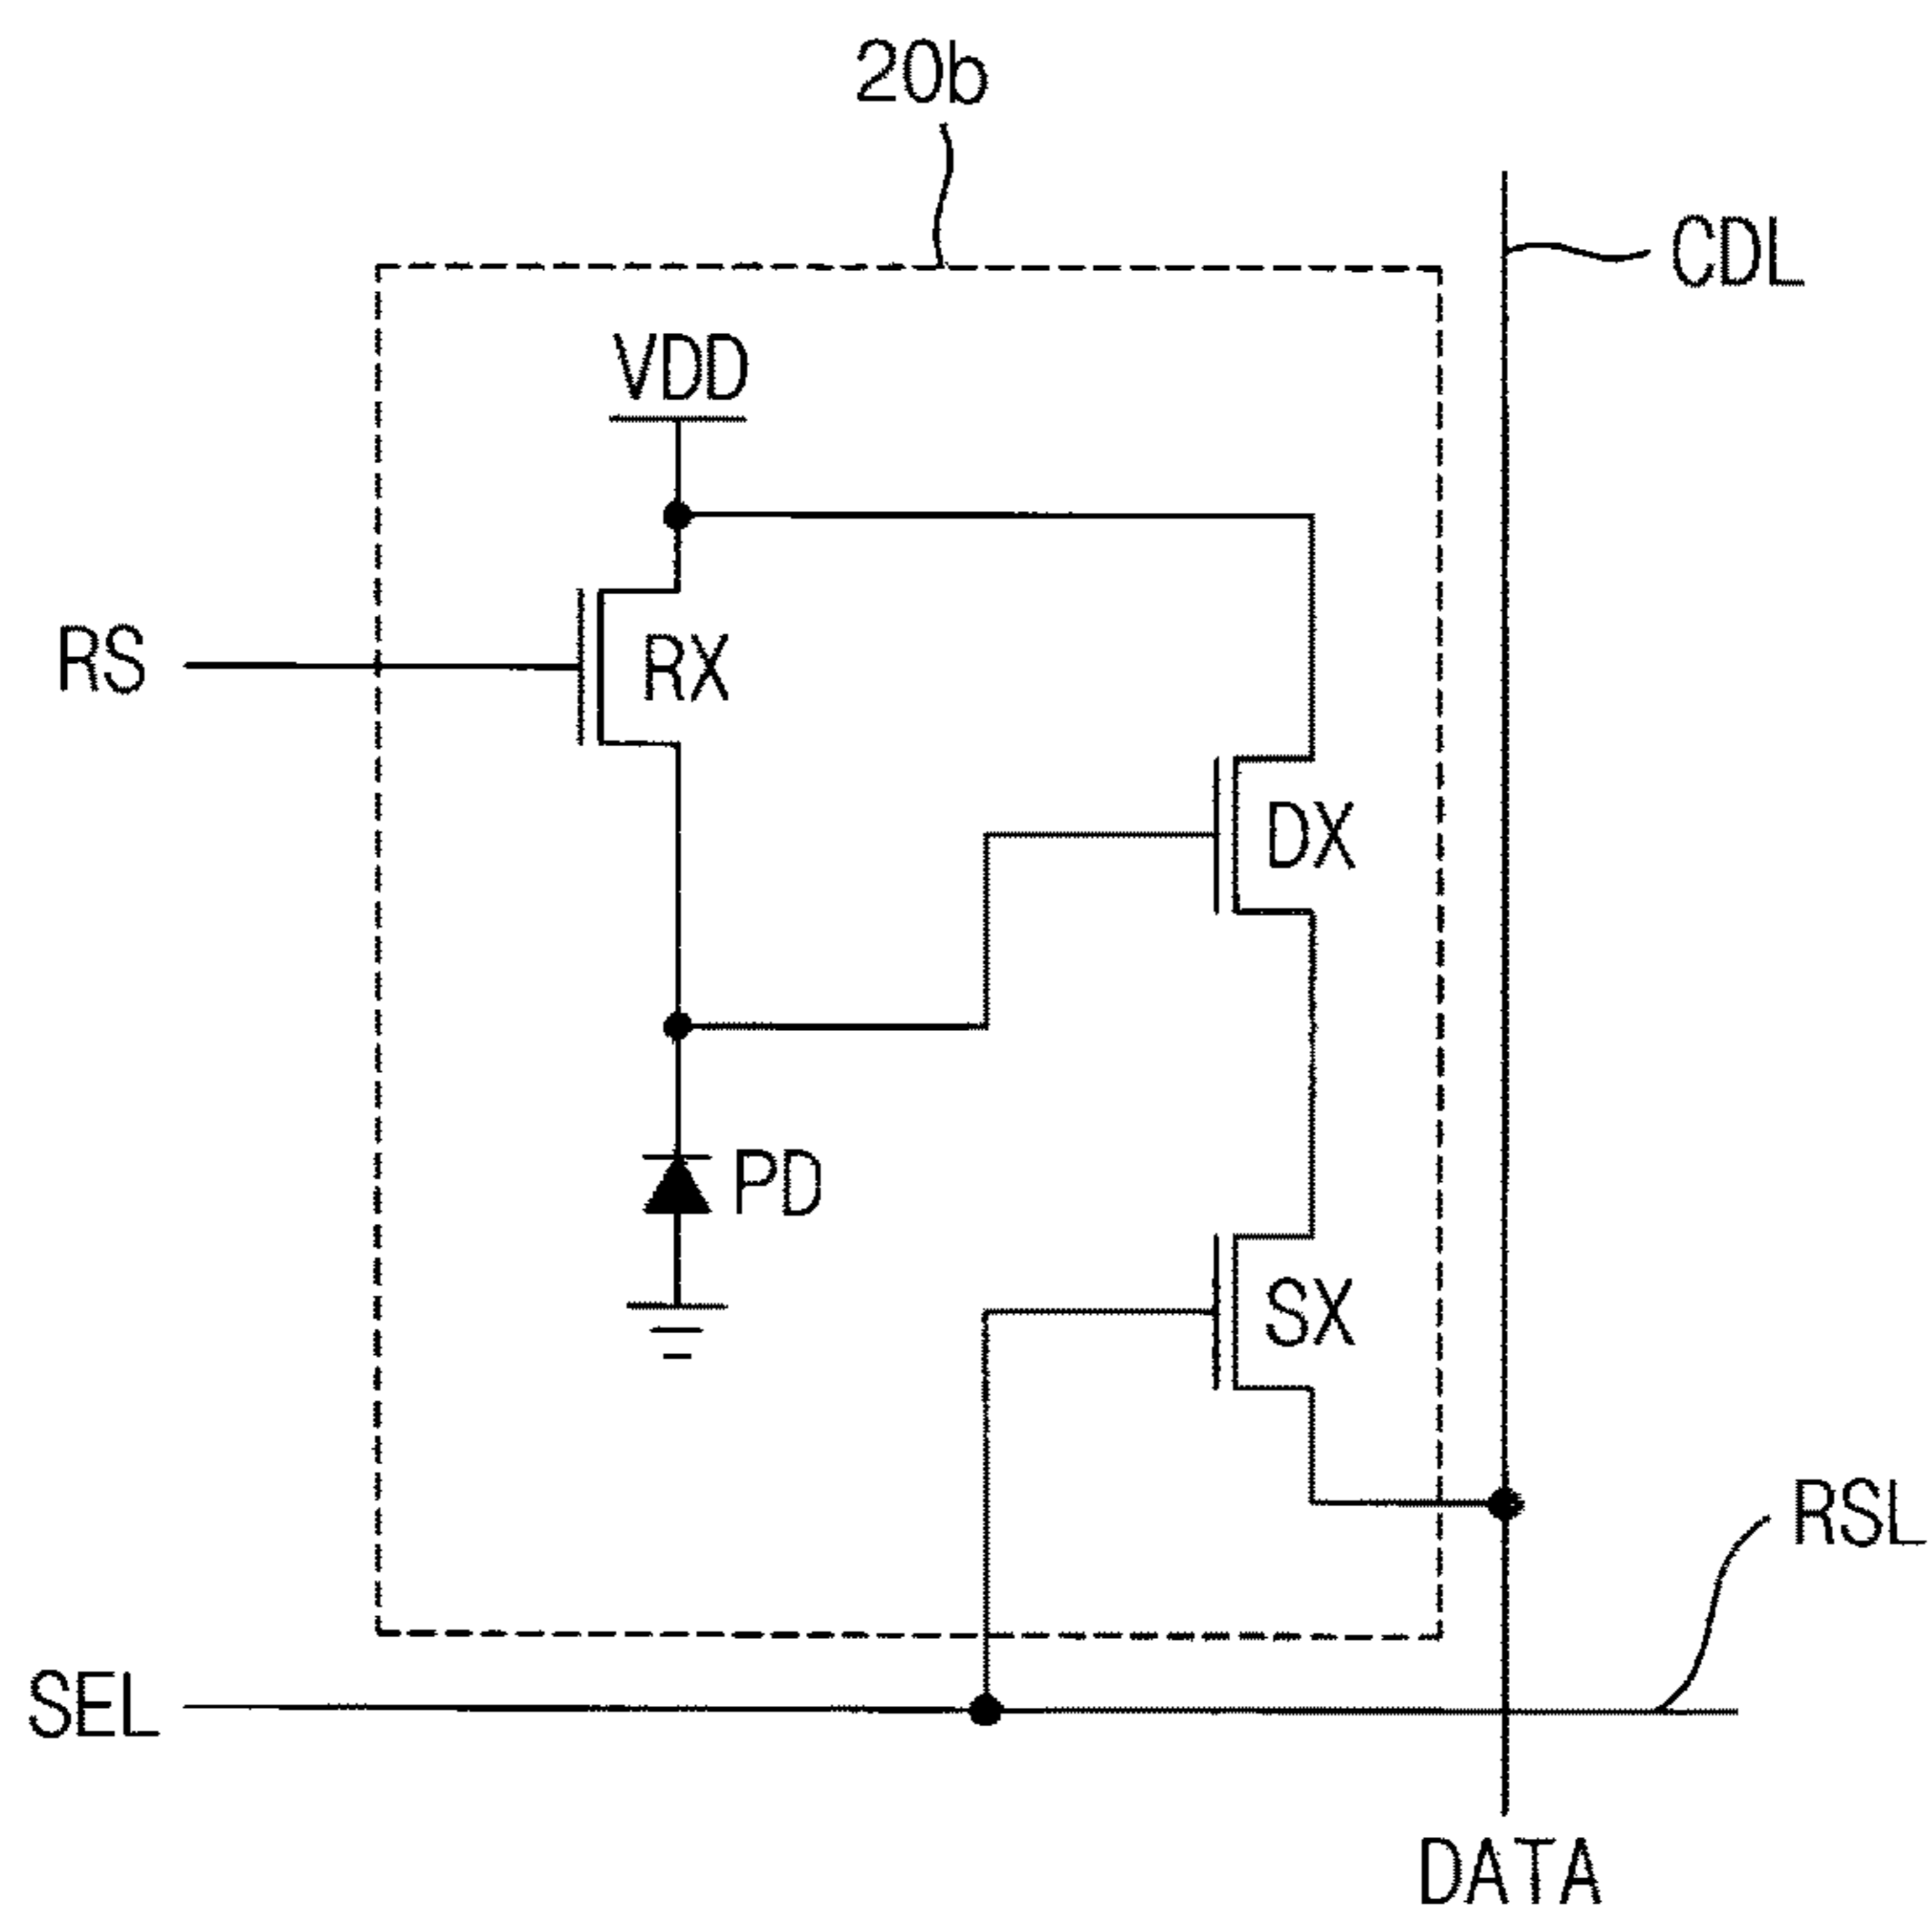 20b
CDL
VDD
RS
RX
DX
PD
SX
RSL
SEL
DATA